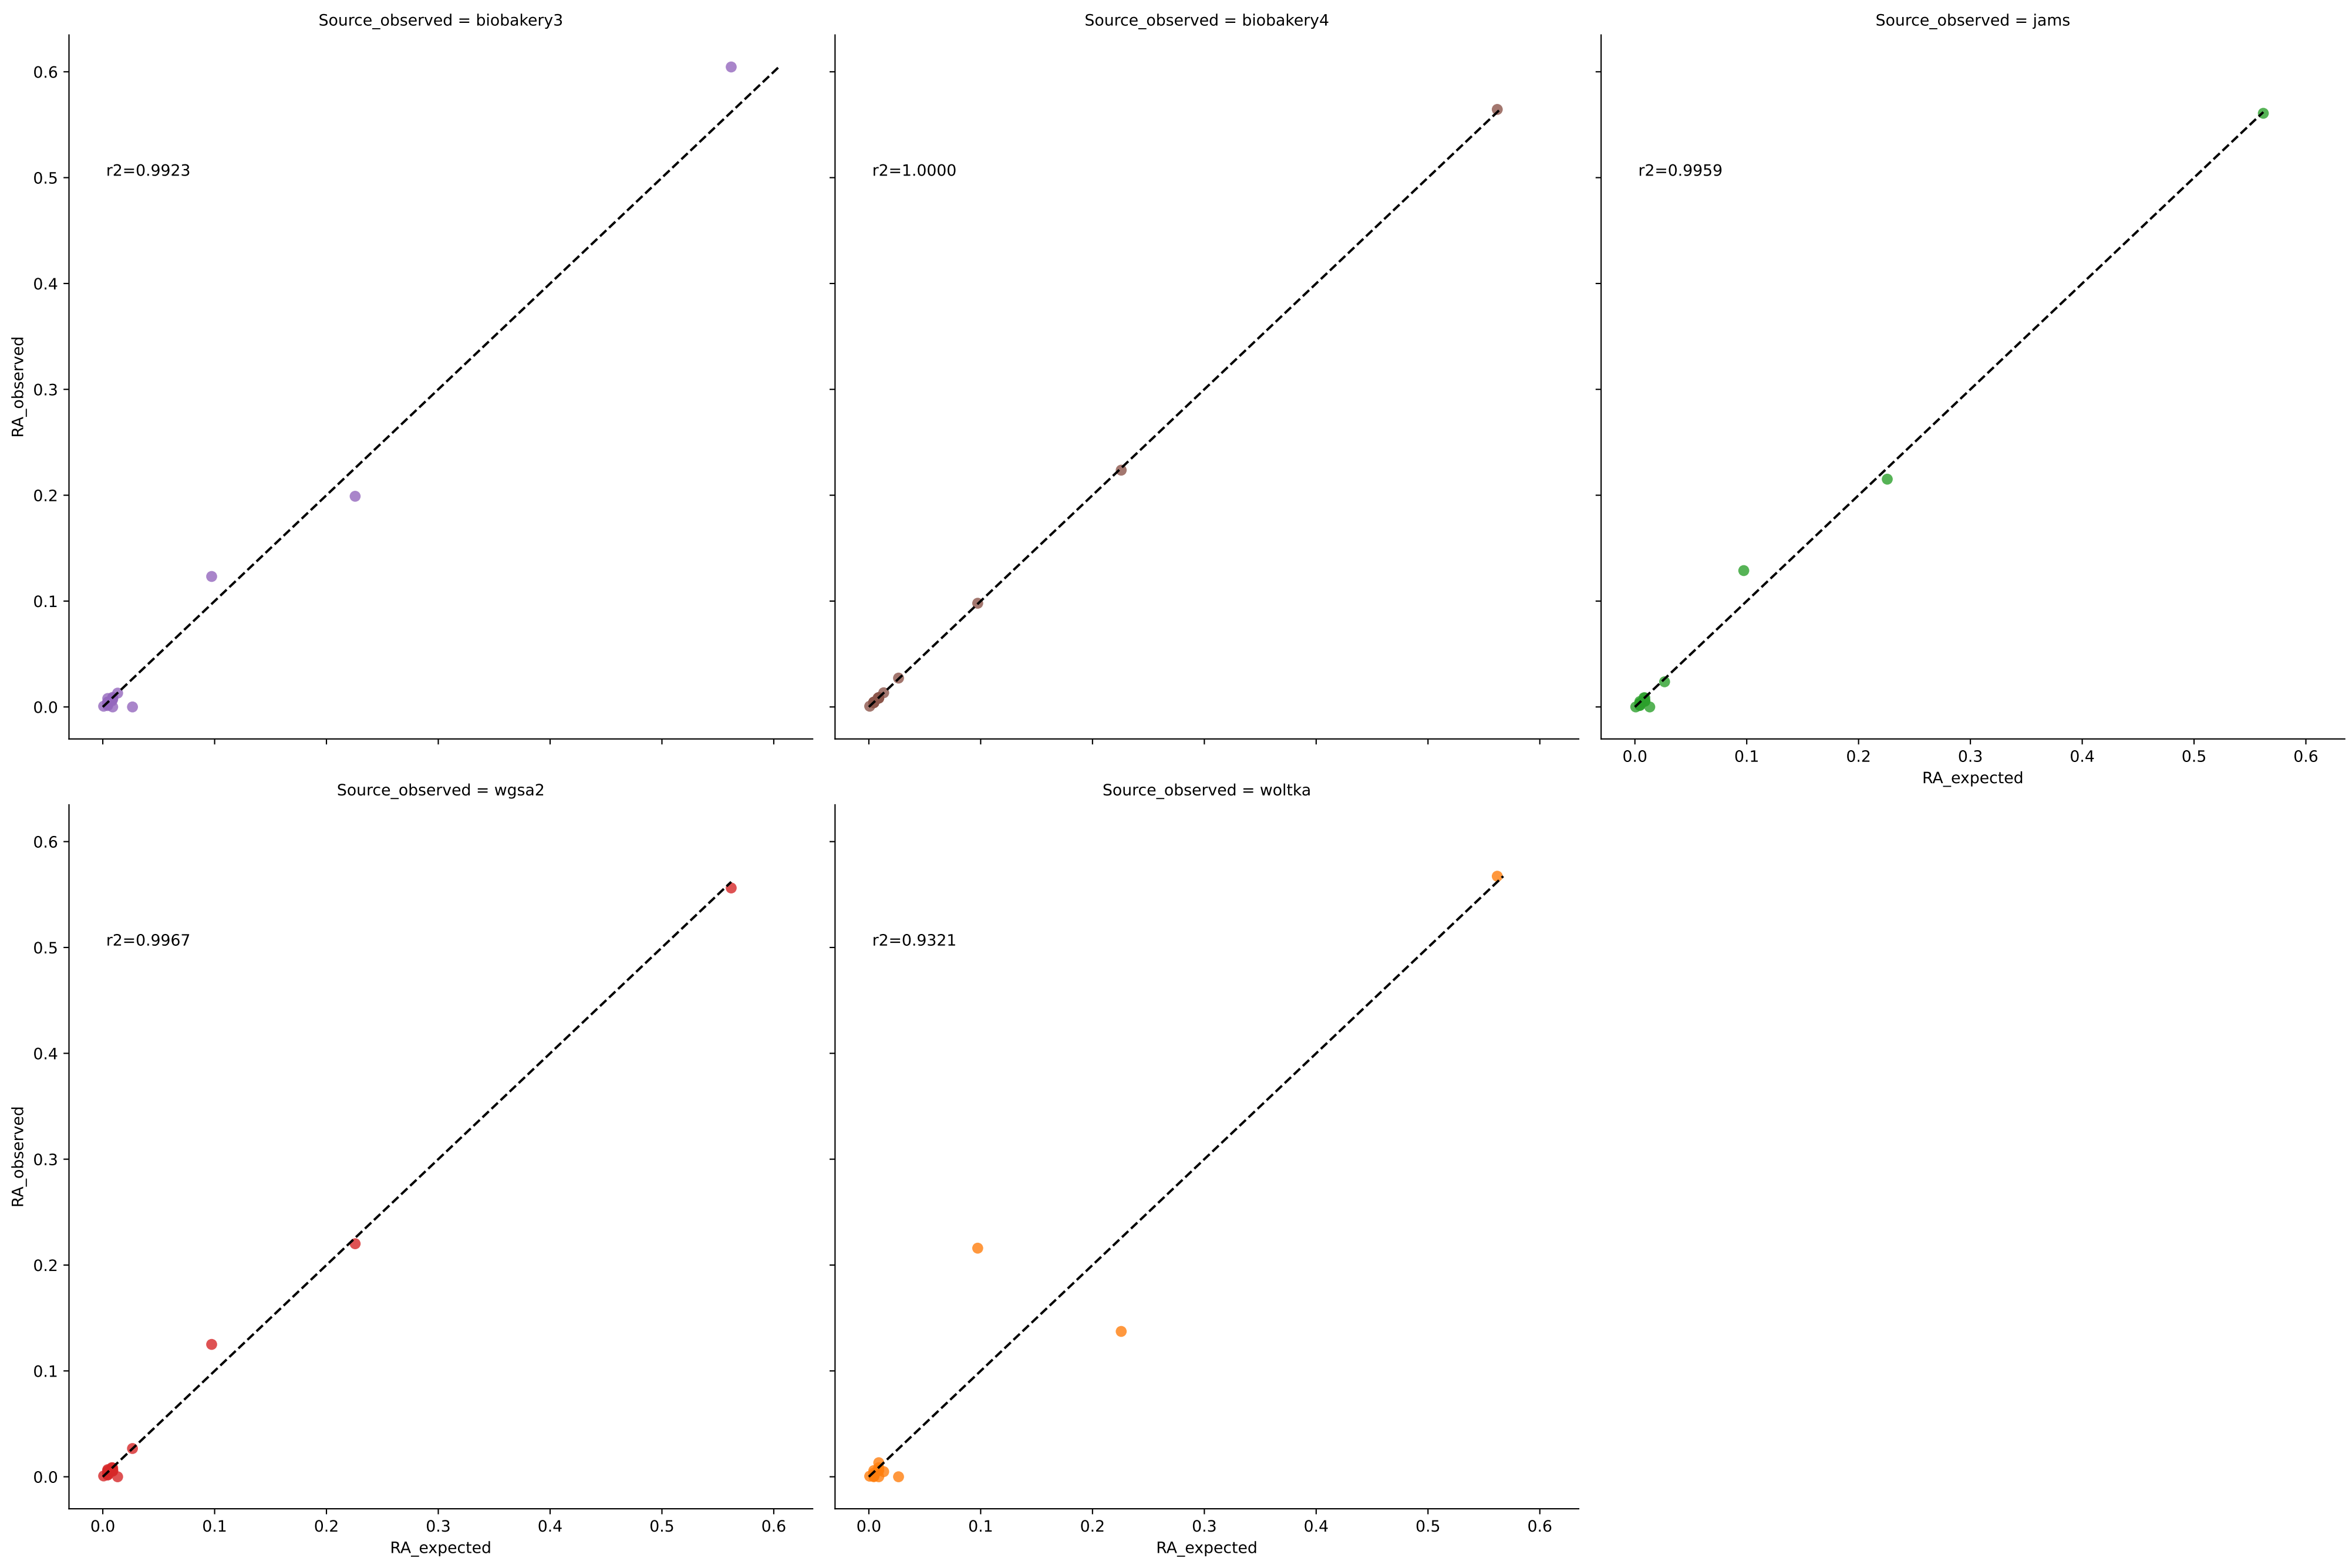 Source_observed = biobakery3
Source_observed = biobakery4
Source_observed = jams
0.6
0.5
0.4
0.3
0.2
0.1
0.0
RA_observed
r2=0.9923
r2=1.0000
r2=0.9959
0.0 0.1 0.2 0.3 0.4 0.5 0.6
RA_expected
Source_observed = wgsa2
Source_observed = woltka
0.6
0.5
0.4
0.3
0.2
0.1
0.0
RA_observed
r2=0.9967
r2=0.9321
0.0 0.1 0.2 0.3 0.4 0.5 0.6
RA_expected
0.0 0.1 0.2 0.3 0.4 0.5 0.6
RA_expected